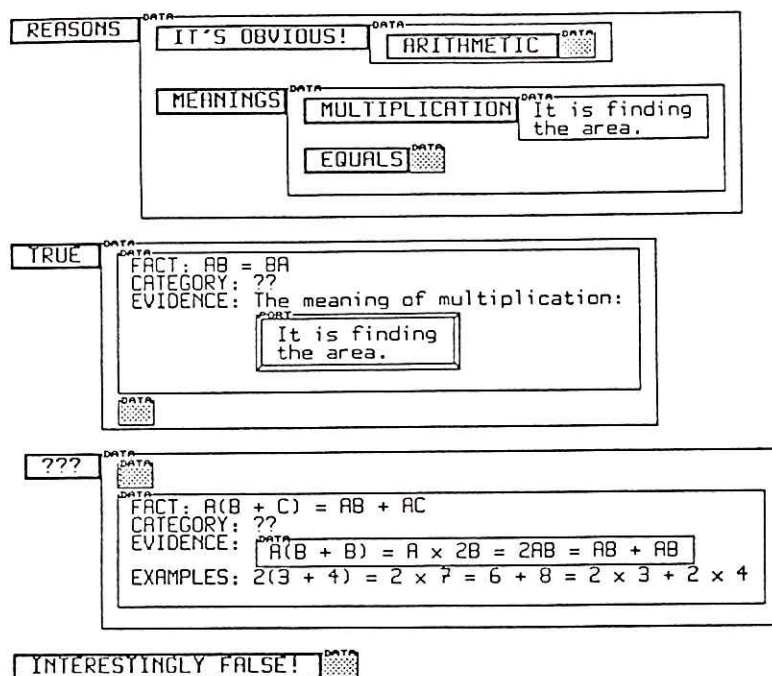 DATA
REASONS IT'S OBVIOUS! DATA
ARITHMETIC DATA
MEANINGS DATA
MULTIPLICATION DATA It is finding
the area.
EQUALS DATA
TRUE DATA
DATA
FACT: AB = BA
CATEGORY: ??
EVIDENCE: The meaning of multiplication:
PORT
It is finding
the area.
DATA
??? DATA
DATA
DATA
FACT: A(B + C) = AB + AC
CATEGORY: ??
EVIDENCE: DATA
A(B + B) = A x 2B = 2AB = AB + AB
EXAMPLES: 2(3 + 4) = 2 x 7 = 6 + 8 = 2 x 3 + 2 x 4
INTERESTINGLY FALSE! DATA